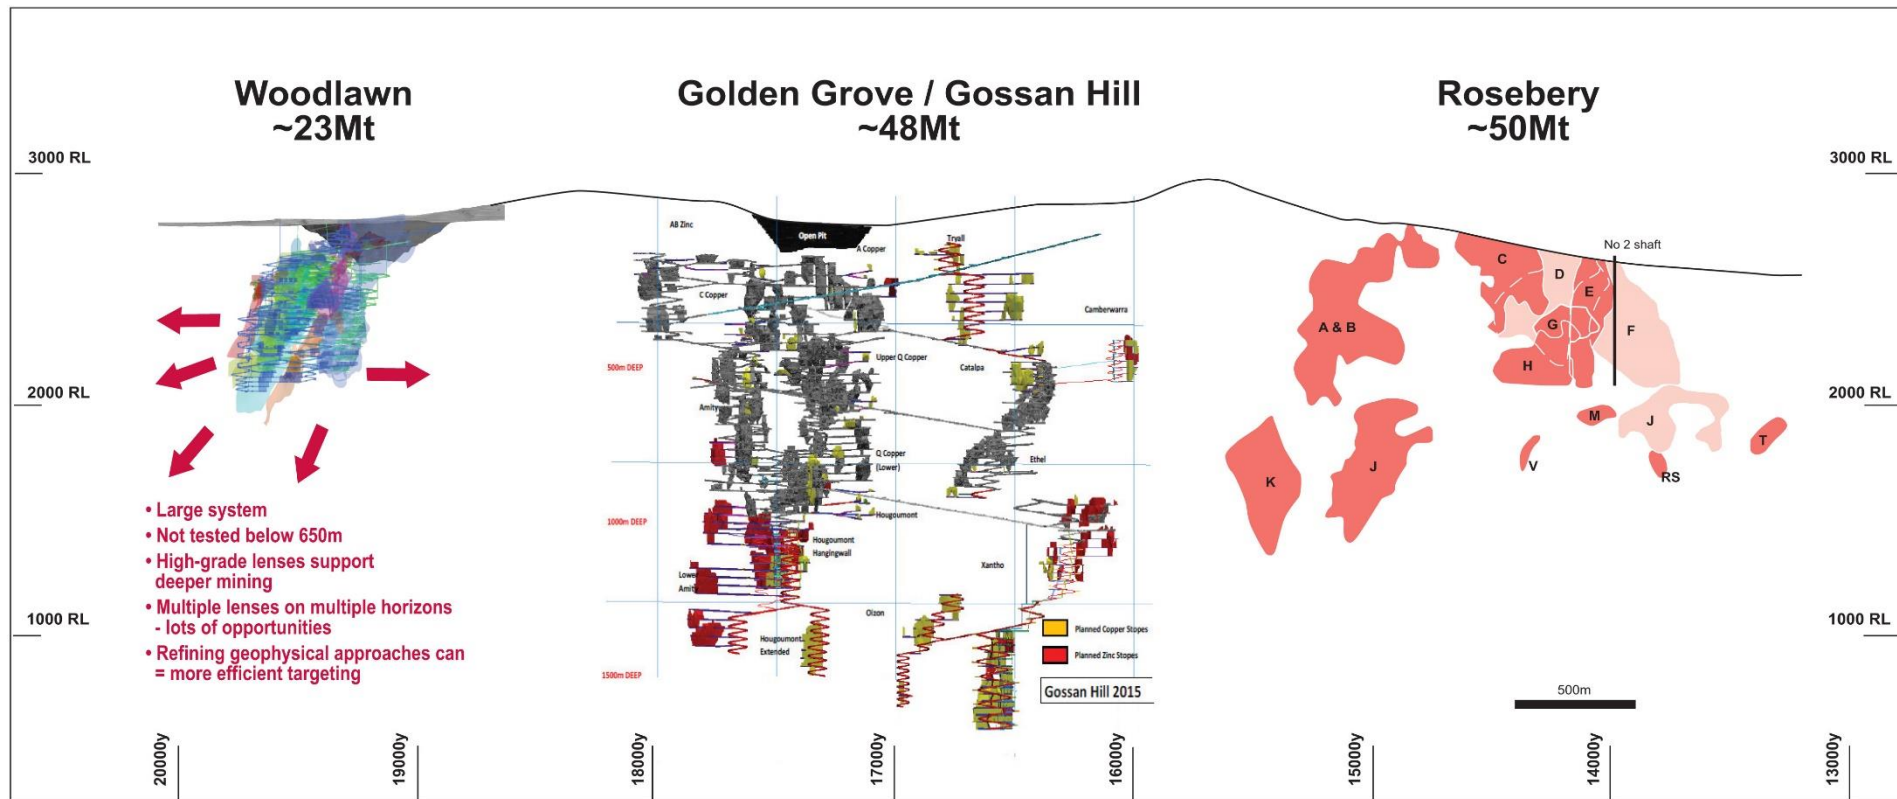 Woodlawn
~23Mt
Golden Grove / Gossan Hill
~48Mt
Rosebery
~50Mt
3000 RL
3000 RL
2000 RL
2000 RL
1000 RL
1000 RL
• Large system
• Not tested below 650m
• High-grade lenses support
deeper mining
• Multiple lenses on multiple horizons
- lots of opportunities
• Refining geophysical approaches can
= more efficient targeting
AB Zinc
Open Pit
A Copper
Tryall
C Copper
Camberwarra
500m DEEP
Upper Q Copper
Catalpa
Amity
Q Copper
(Lower)
Ethel
1000m DEEP
Hougoumont
Hougoumont
Hangingwall
Xantho
Lower
Amity
Olzon
Hougoumont
Extended
1500m DEEP
Planned Copper Stopes
Planned Zinc Stopes
Gossan Hill 2015
No 2 shaft
A & B
C
D
E
F
G
H
J
K
M
J
T
V
RS
500m
20000y
19000y
18000y
17000y
16000y
15000y
14000y
13000y